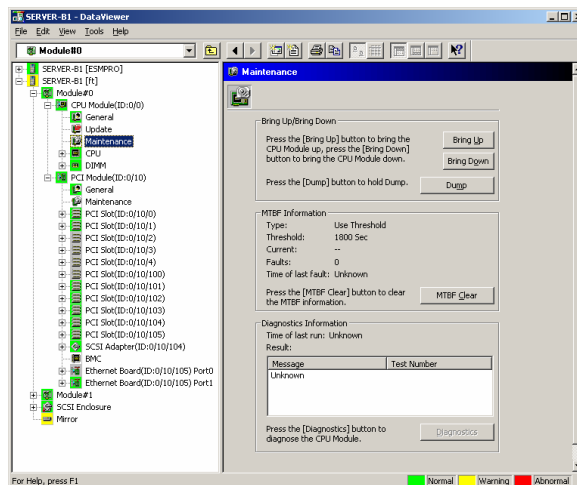 SERVER-B1 - DataViewer
File Edit View Tools Help
Module#0
SERVER-B1 [ESMPRO]
SERVER-B1 [ft]
Module#0
CPU Module(ID:0/0)
General
Update
Maintenance
CPU
DIMM
PCI Module(ID:0/10)
General
Maintenance
PCI Slot(ID:0/10/0)
PCI Slot(ID:0/10/1)
PCI Slot(ID:0/10/2)
PCI Slot(ID:0/10/3)
PCI Slot(ID:0/10/4)
PCI Slot(ID:0/10/100)
PCI Slot(ID:0/10/101)
PCI Slot(ID:0/10/102)
PCI Slot(ID:0/10/103)
PCI Slot(ID:0/10/104)
PCI Slot(ID:0/10/105)
SCSI Adapter(ID:0/10/104)
BMC
Ethernet Board(ID:0/10/105) Port0
Ethernet Board(ID:0/10/105) Port1
Module#1
SCSI Enclosure
Mirror
Maintenance
Bring Up/Bring Down
Press the [Bring Up] button to bring the
CPU Module up, press the [Bring Down]
button to bring the CPU Module down.
Bring Up
Bring Down
Press the [Dump] button to hold Dump.
Dump
MTBF Information
Type: Use Threshold
Threshold: 1800 Sec
Current: --
Faults: 0
Time of last fault: Unknown
Press the [MTBF Clear] button to clear
the MTBF information.
MTBF Clear
Diagnostics Information
Time of last run: Unknown
Result:
Message Test Number
Unknown
Press the [Diagnostics] button to
diagnose the CPU Module.
Diagnostics
For Help, press F1
Normal Warning Abnormal